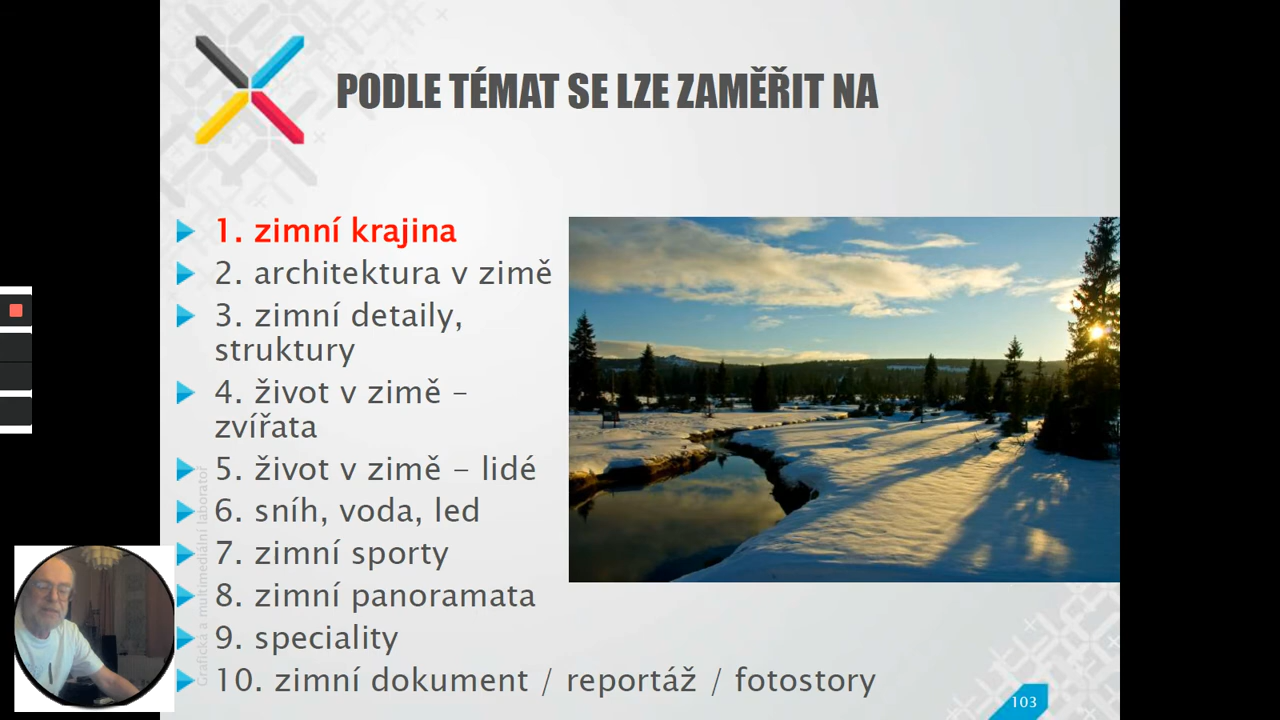 PODLE TÉMAT SE LZE ZAMĚŘIT NA
1. zimní krajina
2. architektura v zimě
3. zimní detaily,
struktury
4. život v zimě –
zvířata
5. život v zimě – lidé
6. sníh, voda, led
7. zimní sporty
8. zimní panoramata
9. speciality
10. zimní dokument / reportáž / fotostory
Grafická a multimediální laboratoř
103